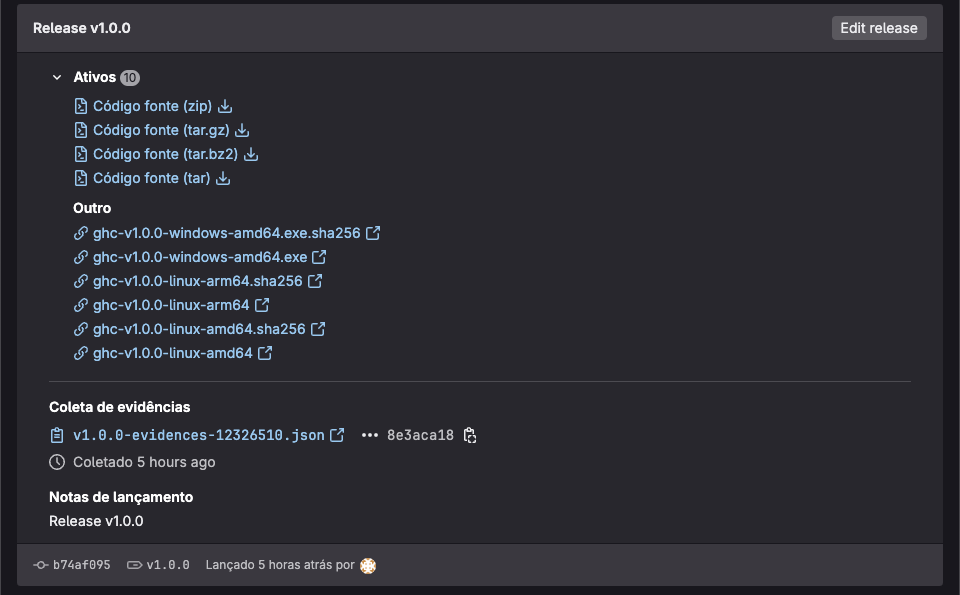 Release v1.0.0
Edit release
Ativos 10
Código fonte (zip)
Código fonte (tar.gz)
Código fonte (tar.bz2)
Código fonte (tar)
Outro
ghc-v1.0.0-windows-amd64.exe.sha256
ghc-v1.0.0-windows-amd64.exe
ghc-v1.0.0-linux-arm64.sha256
ghc-v1.0.0-linux-arm64
ghc-v1.0.0-linux-amd64.sha256
ghc-v1.0.0-linux-amd64
Coleta de evidências
v1.0.0-evidences-12326510.json ••• 8e3aca18
Coletado 5 hours ago
Notas de lançamento
Release v1.0.0
b74af095 v1.0.0 Lançado 5 horas atrás por